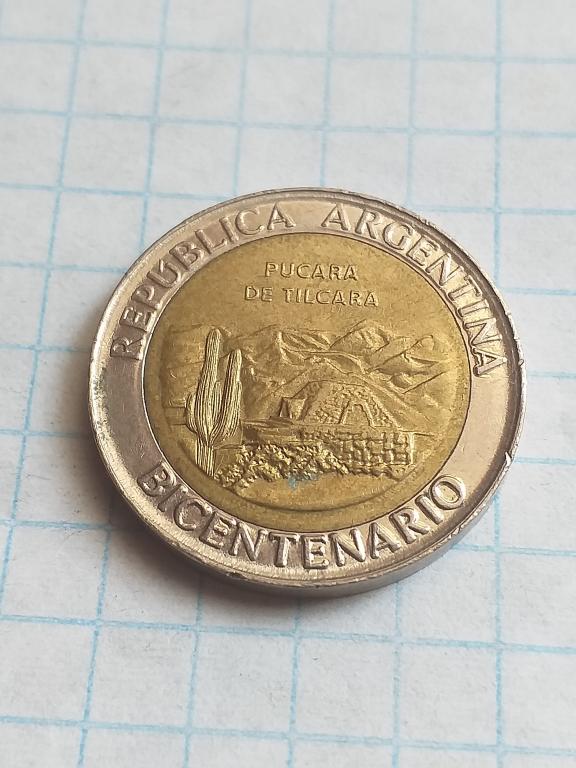 REPÚBLICA ARGENTINA
PUCARA
DE TILCARA
BICENTENARIO